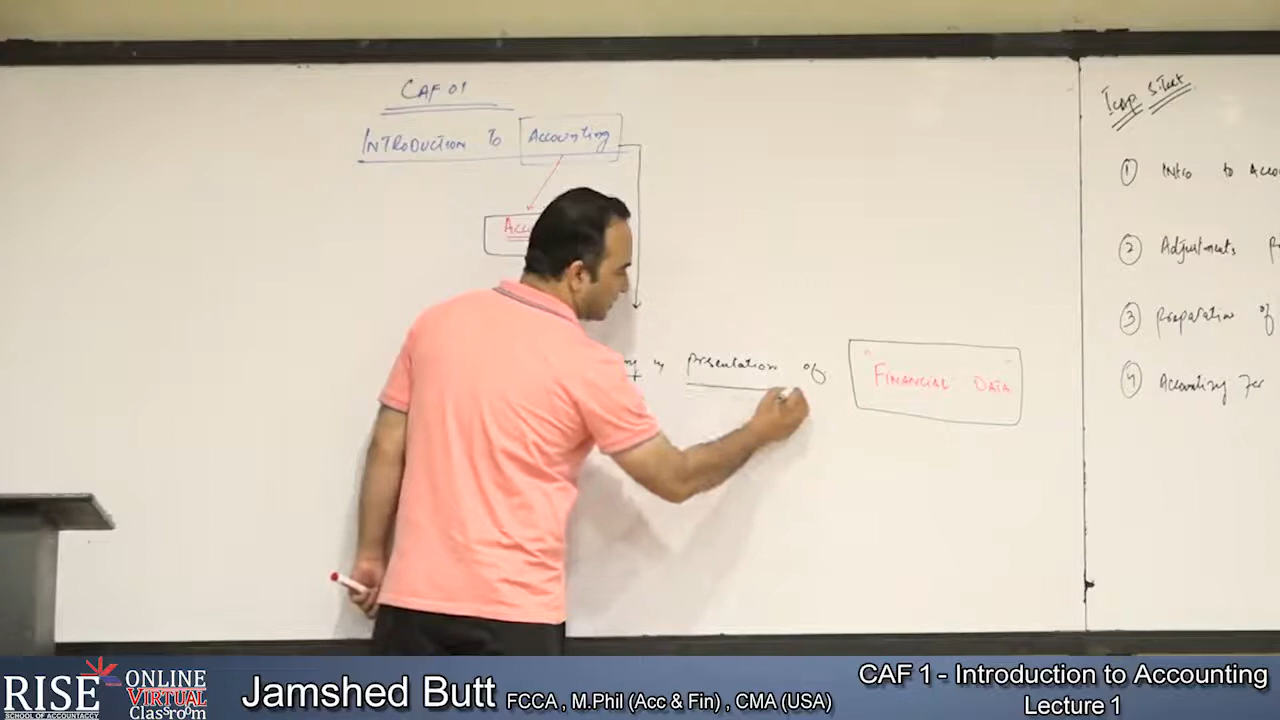 CAF 01
INTRODUCTION TO Accounting
presentation of
FINANCIAL DATA
① Intro to Acco
② Adjustments
③ Preparation of
④ Accounting for
RISE
SCHOOL OF ACCOUNTANCY
ONLINE
VIRTUAL
Classroom
Jamshed Butt FCCA , M.Phil (Acc & Fin) , CMA (USA)
CAF 1 - Introduction to Accounting
Lecture 1